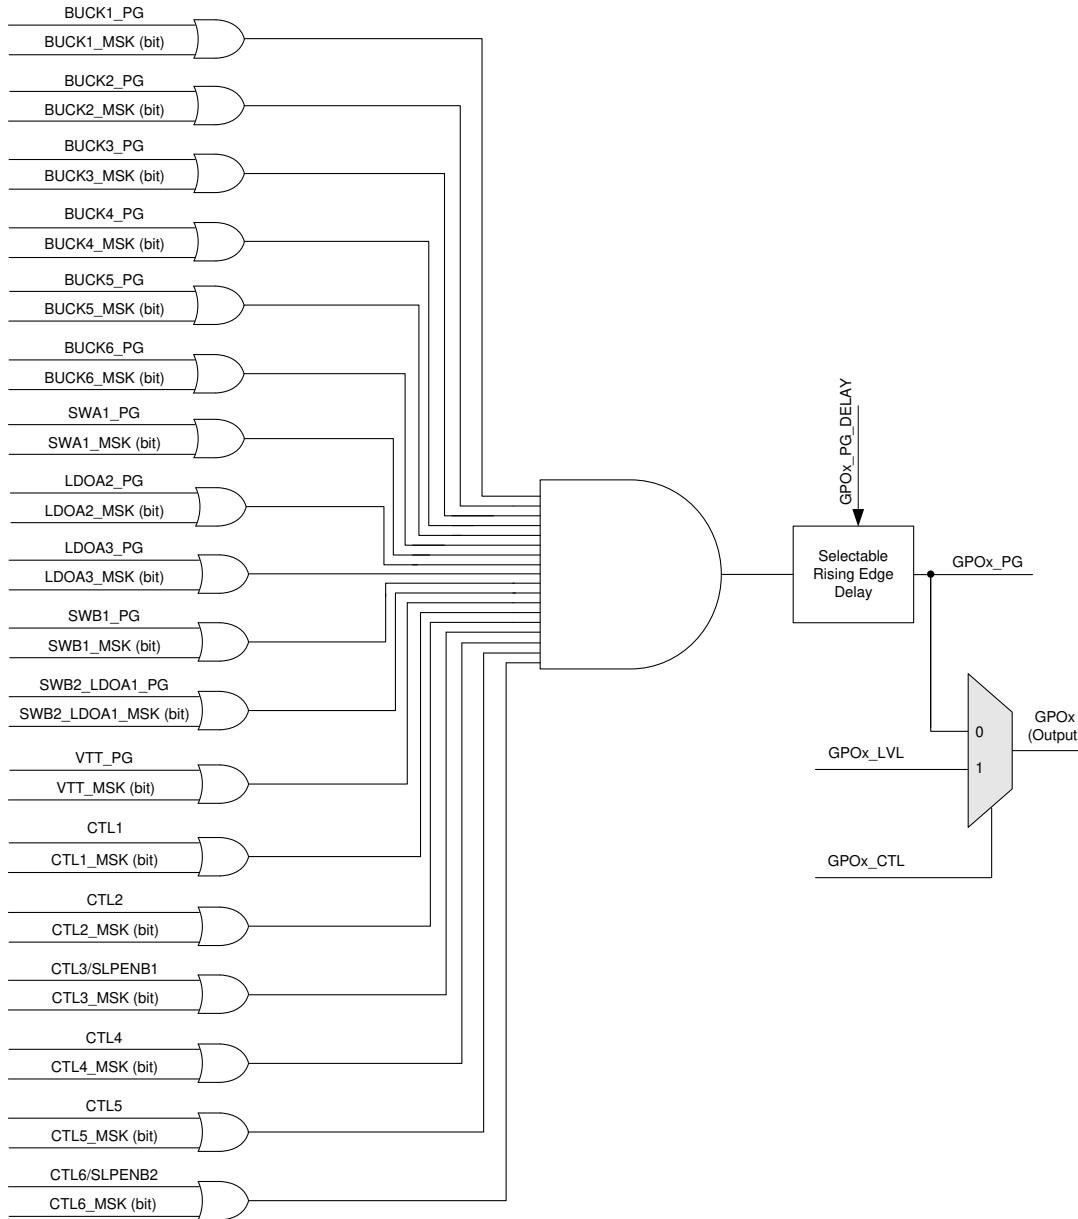 BUCK1_PG
BUCK1_MSK (bit)
BUCK2_PG
BUCK2_MSK (bit)
BUCK3_PG
BUCK3_MSK (bit)
BUCK4_PG
BUCK4_MSK (bit)
BUCK5_PG
BUCK5_MSK (bit)
BUCK6_PG
BUCK6_MSK (bit)
SWA1_PG
SWA1_MSK (bit)
LDOA2_PG
LDOA2_MSK (bit)
LDOA3_PG
LDOA3_MSK (bit)
SWB1_PG
SWB1_MSK (bit)
SWB2_LDOA1_PG
SWB2_LDOA1_MSK (bit)
VTT_PG
VTT_MSK (bit)
CTL1
CTL1_MSK (bit)
CTL2
CTL2_MSK (bit)
CTL3/SLPENB1
CTL3_MSK (bit)
CTL4
CTL4_MSK (bit)
CTL5
CTL5_MSK (bit)
CTL6/SLPENB2
CTL6_MSK (bit)
GPOx_PG_DELAY
Selectable
Rising Edge
Delay
GPOx_PG
0
1
GPOx_LVL
GPOx_CTL
GPOx
(Output